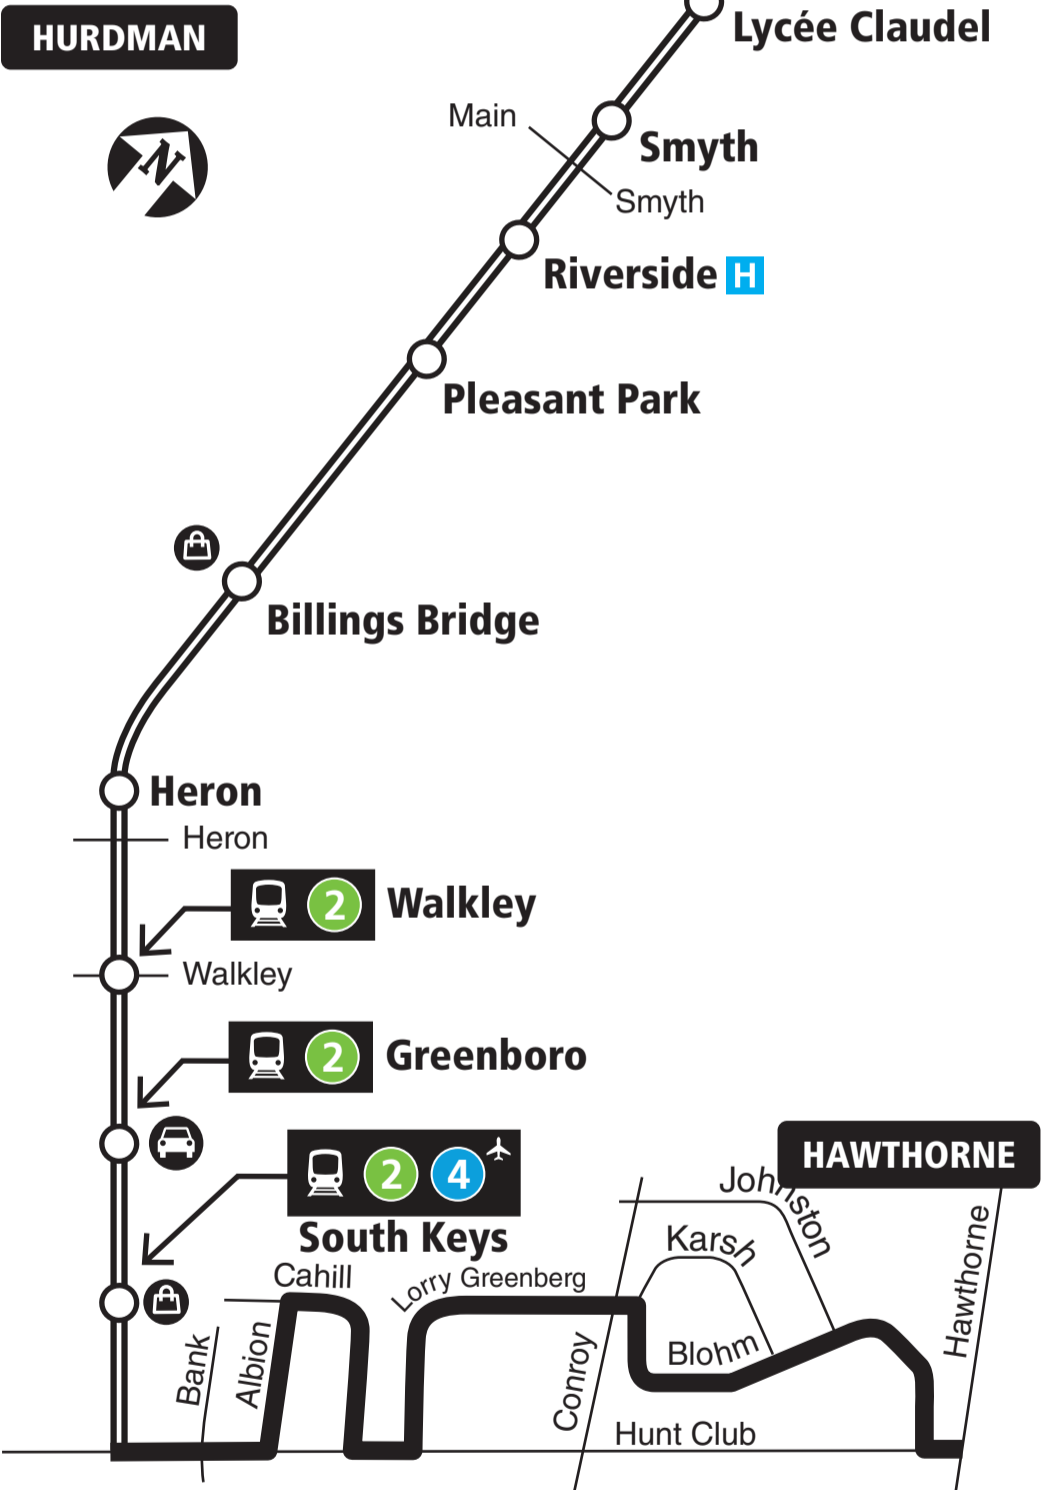 HURDMAN
Lycée Claudel
N
Main
Smyth
Smyth
Riverside H
Pleasant Park
Billings Bridge
Heron
Heron
2 Walkley
Walkley
2 Greenboro
2 4
South Keys
HAWTHORNE
Johnston
Karsh
Hawthorne
Cahill
Lorry Greenberg
Bank
Albion
Conroy
Blohm
Hunt Club